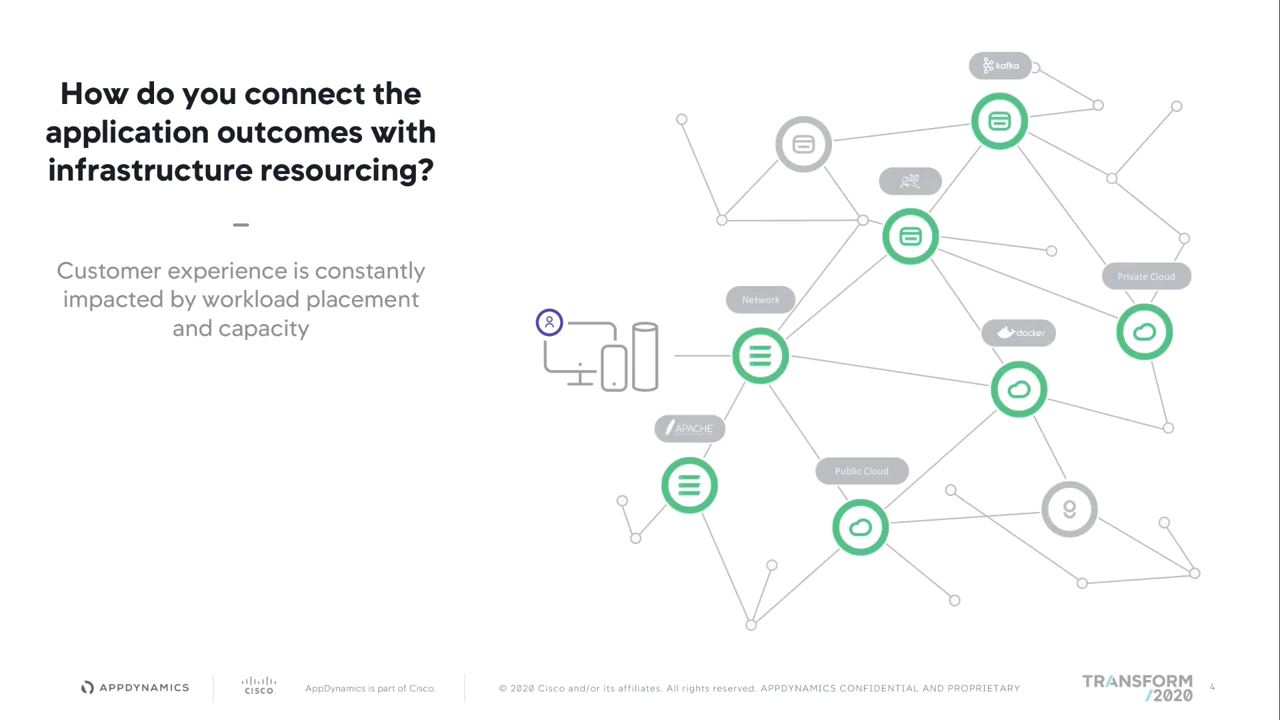 How do you connect the
application outcomes with
infrastructure resourcing?
Customer experience is constantly
impacted by workload placement
and capacity
kafka
Private Cloud
Network
docker
APACHE
Public Cloud
APPDYNAMICS
CISCO
AppDynamics is part of Cisco.
© 2020 Cisco and/or its affiliates. All rights reserved. APPDYNAMICS CONFIDENTIAL AND PROPRIETARY
TRANSFORM
/2020
4